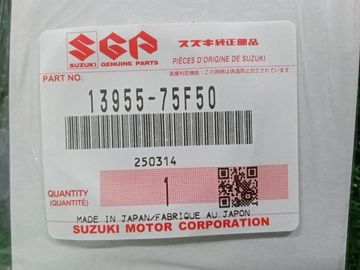 SGP
SUZUKI GENUINE PARTS
スズキ純正部品
PIÈCES D'ORIGINE DE SUZUKI
PART NO.
13955-75F50
250314
QUANTITY
(QUANTITÉ)
1
MADE IN JAPAN/FABRIQUE AU JAPON
SUZUKI MOTOR CORPORATION